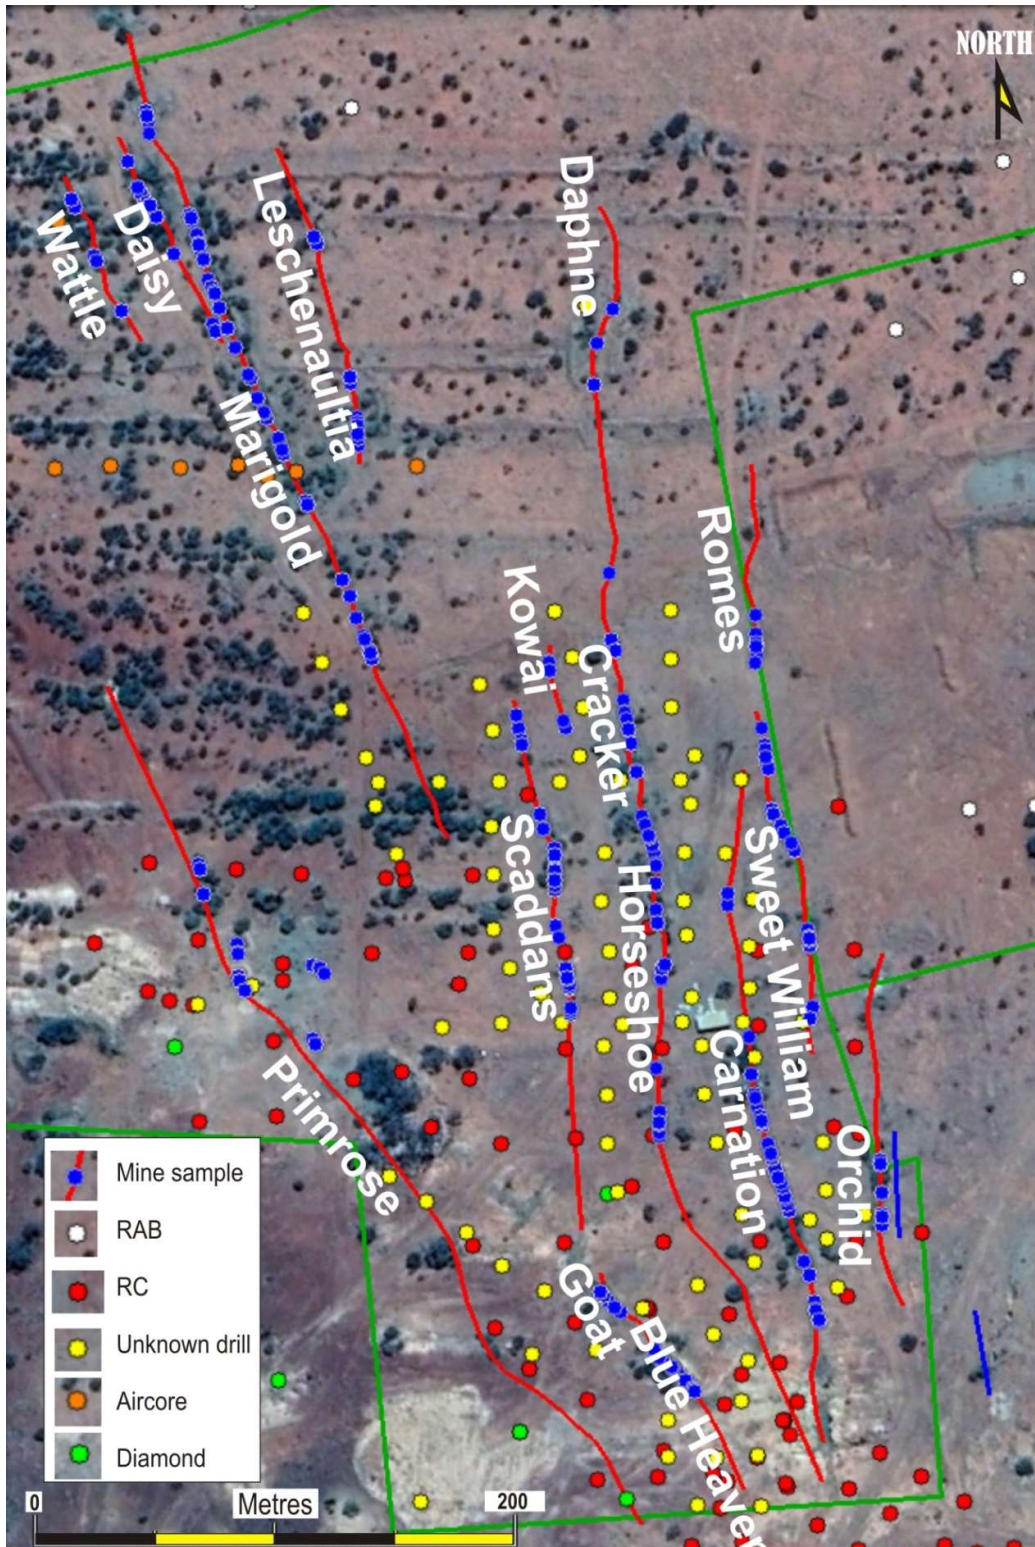 NORTH
Daphne
Leschenaultia
Daisy
Wattle
Marigold
Romes
Kowai
Cracker
Scaddans
Horseshoe
Sweet William
Carnation
Primrose
Orchid
Goat
Blue Heaven
Mine sample
RAB
RC
Unknown drill
Aircore
Diamond
0 Metres 200